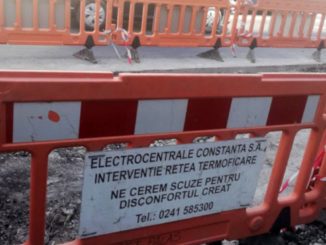 ELECTROCENTRALE CONSTANTA S.A.
INTERVENTIE RETEA TERMOFICARE
NE CEREM SCUZE PENTRU
DISCONFORTUL CREAT
Tel.: 0241 585300